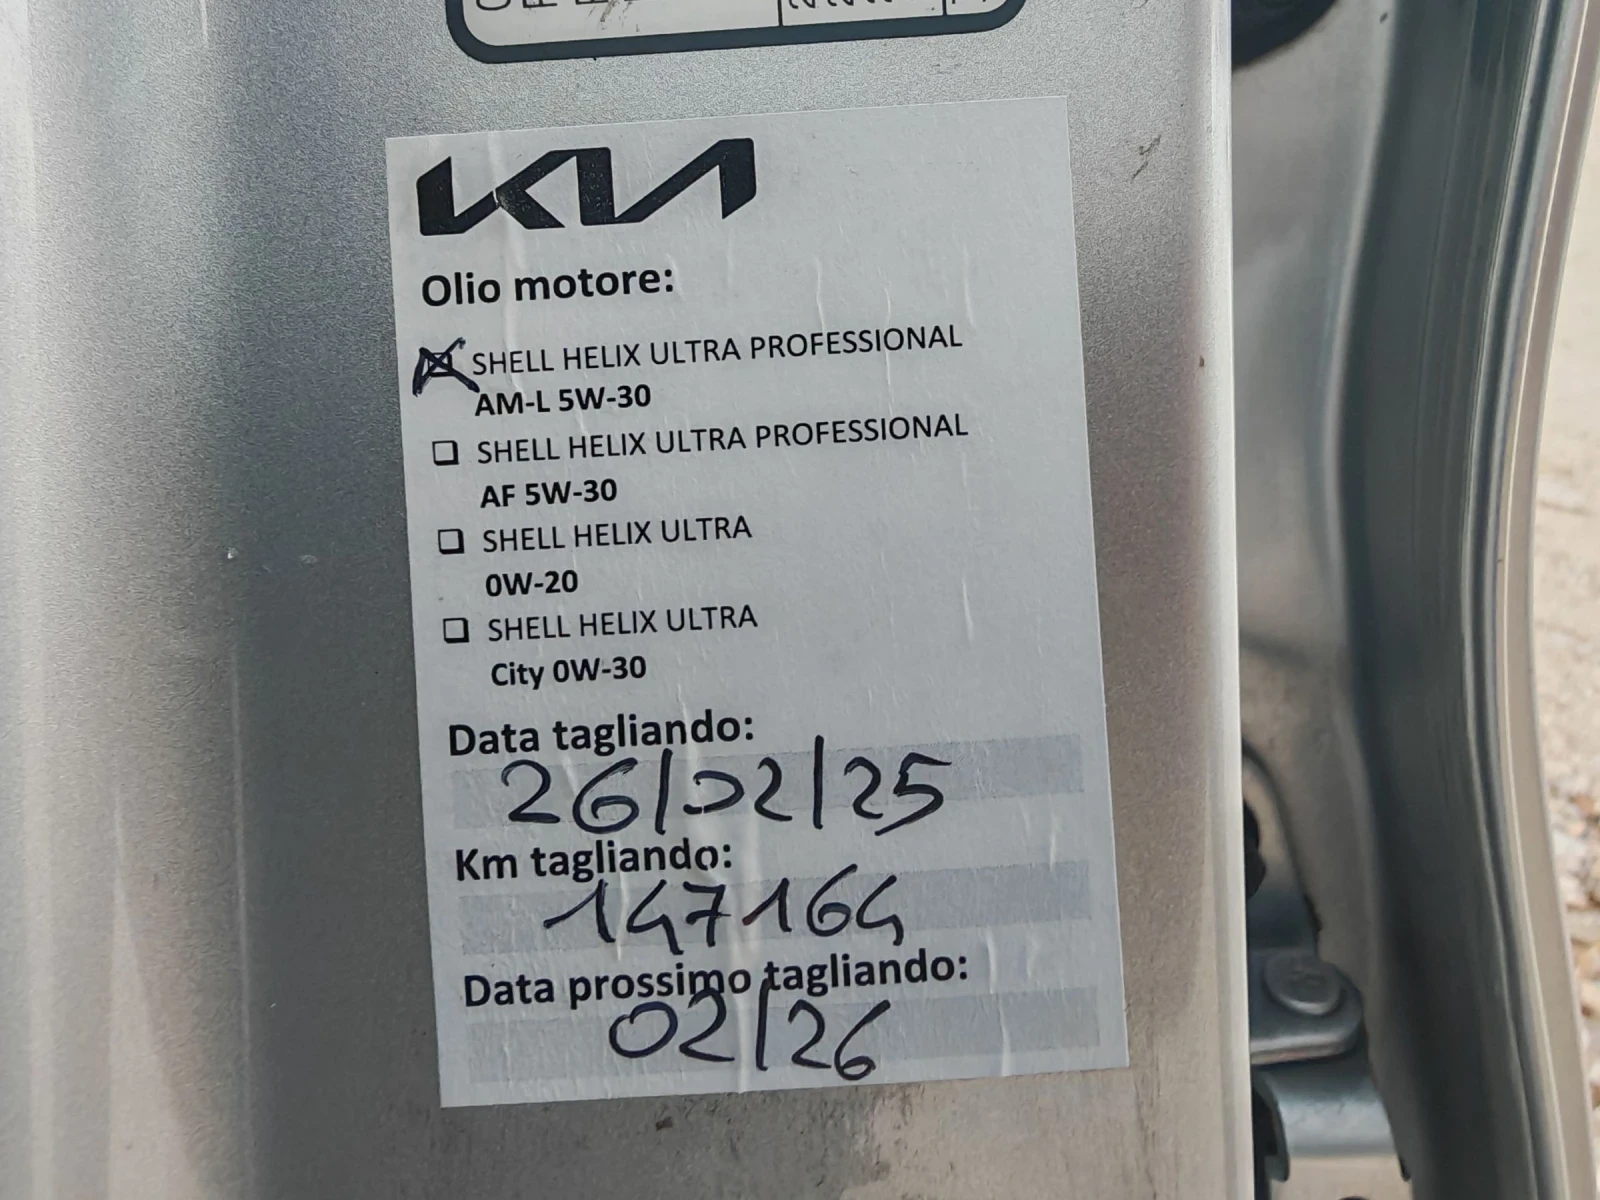 KIA
Olio motore:
SHELL HELIX ULTRA PROFESSIONAL
AM-L 5W-30
SHELL HELIX ULTRA PROFESSIONAL
AF 5W-30
SHELL HELIX ULTRA
0W-20
SHELL HELIX ULTRA
City 0W-30
Data tagliando:
26/02/25
Km tagliando:
147164
Data prossimo tagliando:
02/26